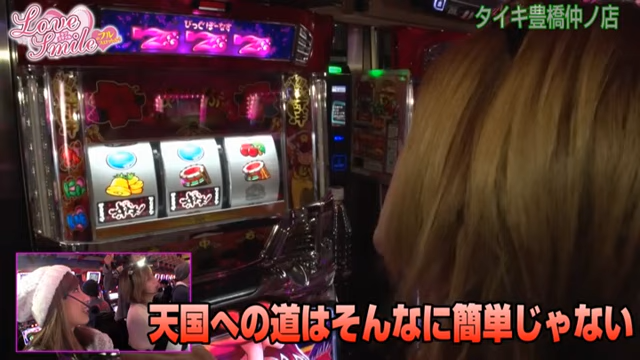 Love
Smile
タイキ豊橋仲ノ店
びっぐぼーなす
777
天国への道はそんなに簡単じゃない